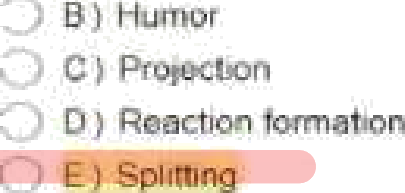 B) Humor
C) Projection
D) Reaction formation
E) Splitting